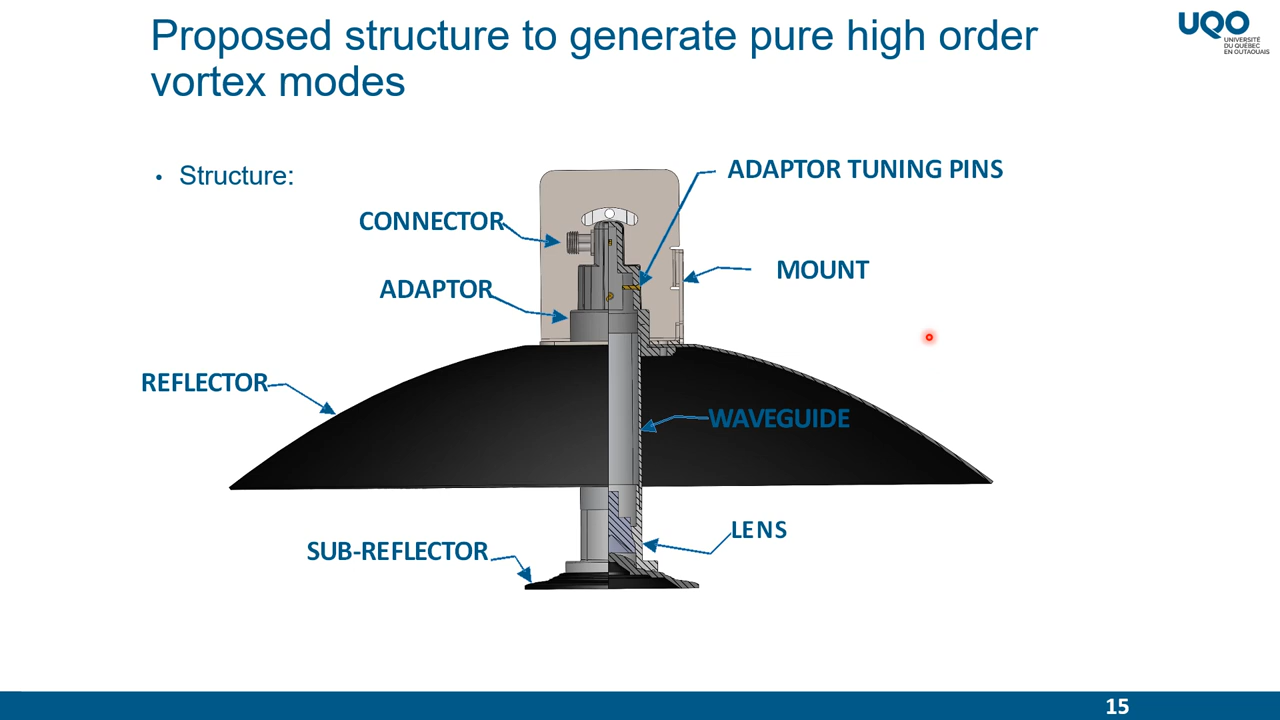 Proposed structure to generate pure high order
vortex modes
UQO
UNIVERSITÉ
DU QUÉBEC
EN OUTAOUAIS
• Structure:
ADAPTOR TUNING PINS
CONNECTOR
MOUNT
ADAPTOR
REFLECTOR
WAVEGUIDE
LENS
SUB-REFLECTOR
15